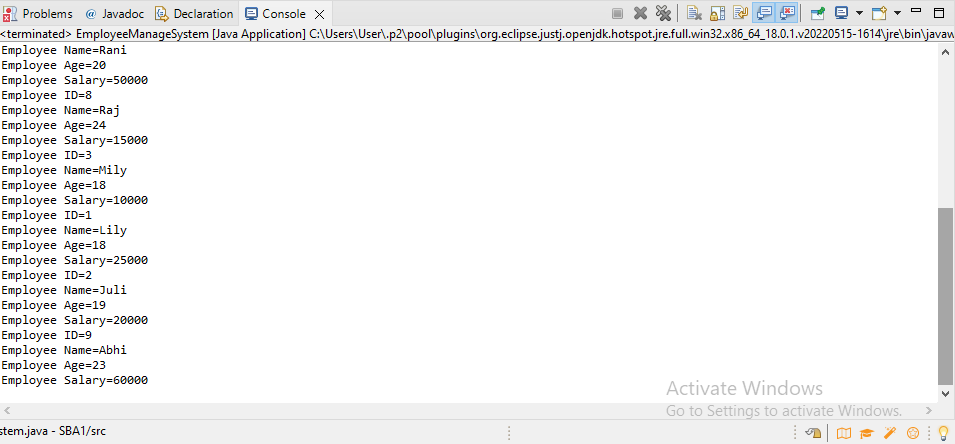 Problems @ Javadoc Declaration Console
<terminated> EmployeeManageSystem [Java Application] C:\Users\User\.p2\pool\plugins\org.eclipse.justj.openjdk.hotspot.jre.full.win32.x86_64_18.0.1.v20220515-1614\jre\bin\javaw
Employee Name=Rani
Employee Age=20
Employee Salary=50000
Employee ID=8
Employee Name=Raj
Employee Age=24
Employee Salary=15000
Employee ID=3
Employee Name=Mily
Employee Age=18
Employee Salary=10000
Employee ID=1
Employee Name=Lily
Employee Age=18
Employee Salary=25000
Employee ID=2
Employee Name=Juli
Employee Age=19
Employee Salary=20000
Employee ID=9
Employee Name=Abhi
Employee Age=23
Employee Salary=60000
Activate Windows
Go to Settings to activate Windows.
stem.java - SBA1/src